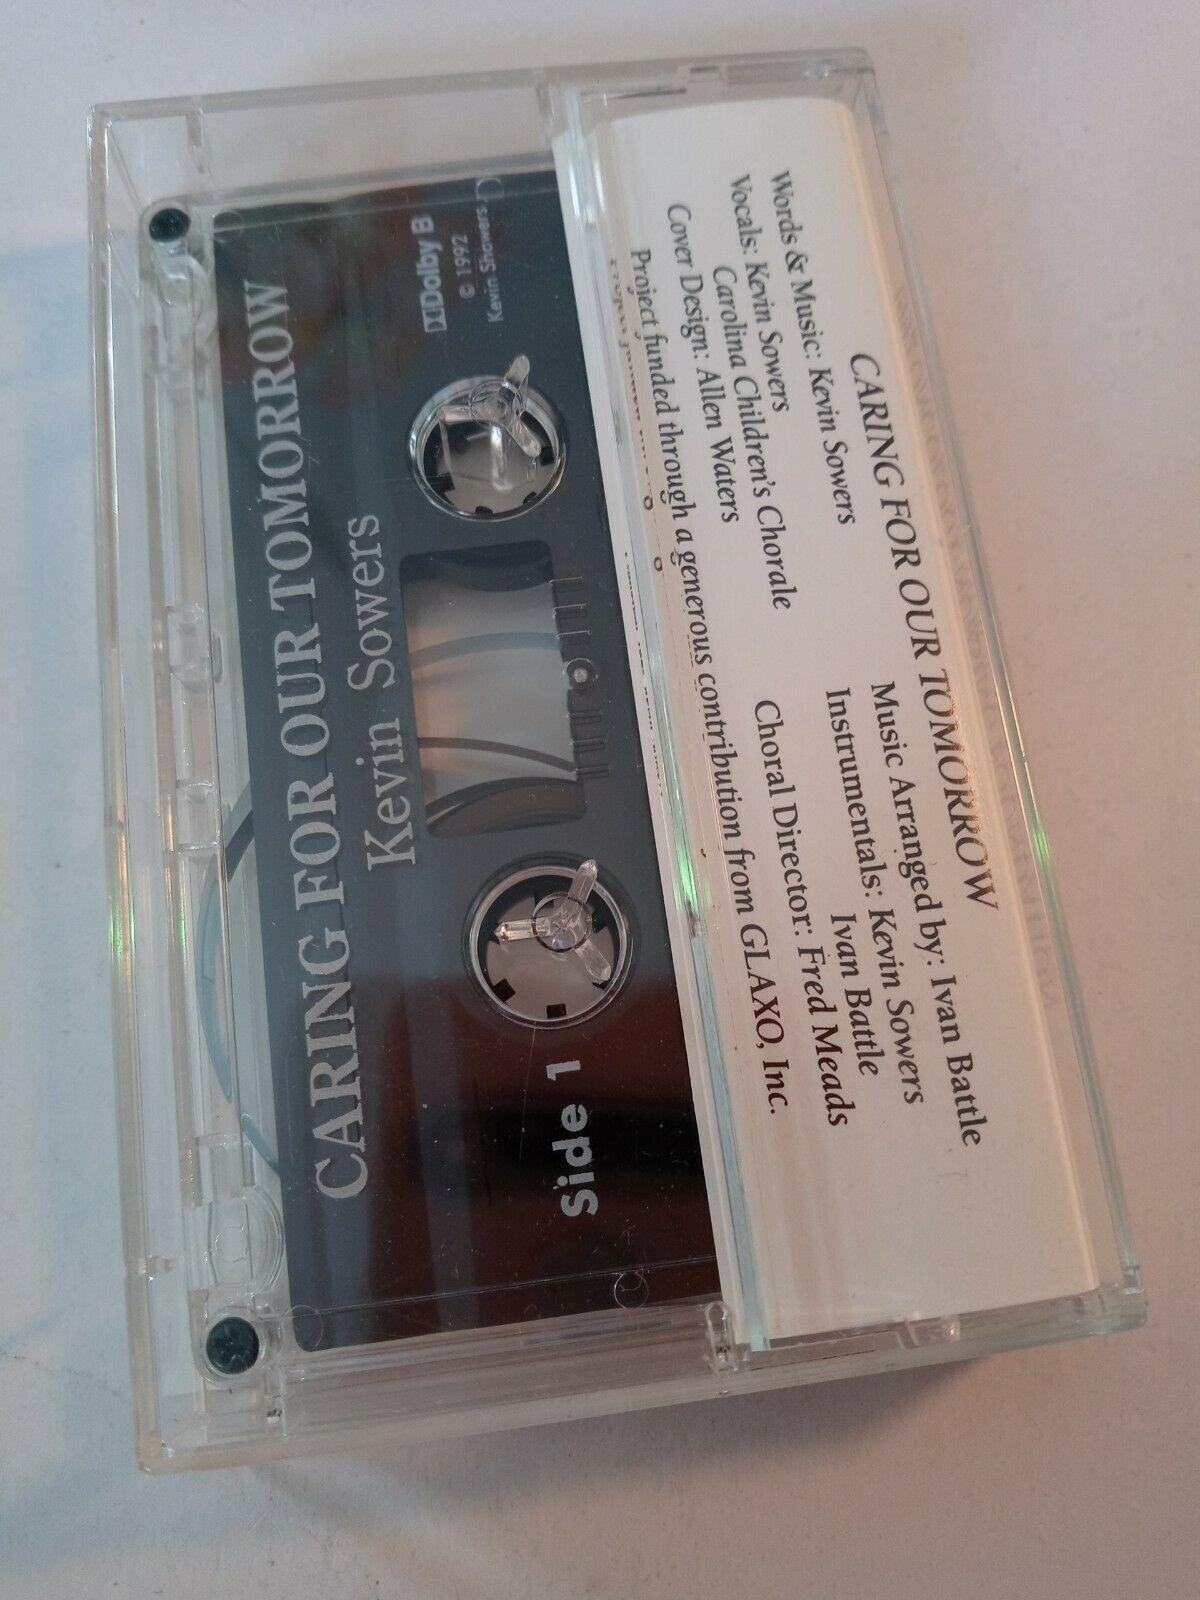 CARING FOR OUR TOMORROW
Words & Music: Kevin Sowers
Vocals: Kevin Sowers
Carolina Children's Chorale
Cover Design: Allen Waters
Music Arranged by: Ivan Battle
Instrumentals: Kevin Sowers
Ivan Battle
Choral Director: Fred Meads
Project funded through a generous contribution from GLAXO, Inc.
CARING FOR OUR TOMORROW
Kevin Sowers
Side 1
Dolby B
© 1992
Kevin Showers